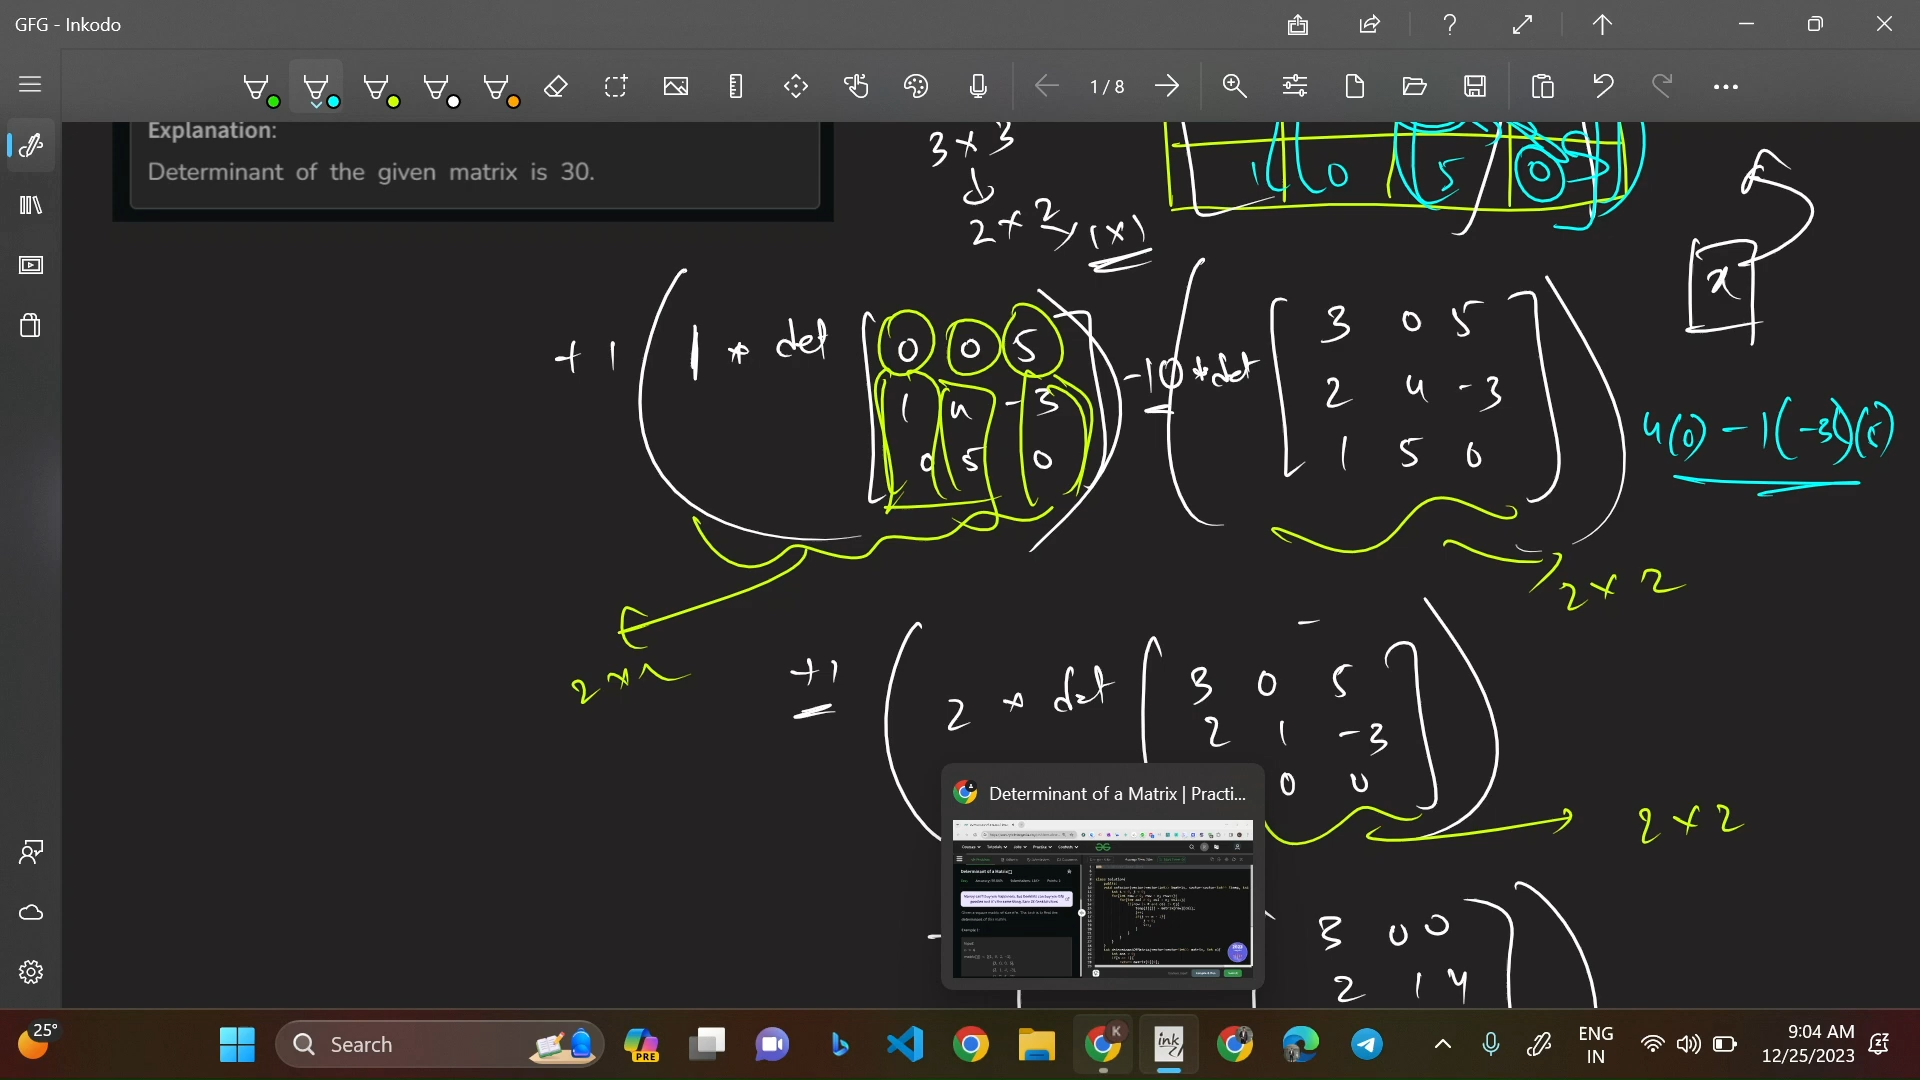 GFG - Inkodo
1 / 8
Explanation:
Determinant of the given matrix is 30.
3 x 3
2 x 2, (x)
1 0 5 0
x
+1 ( 1 * det [ 0 0 5
1 4 -3
0 5 0 ] )
-10 * det [ 3 0 5
2 4 -3
1 5 0 ]
4(0) - 1(-3)(5)
2 x 2
2 x 2
+1 ( 2 * det [ 3 0 5
2 1 -3
0 0 ] )
2 x 2
Determinant of a Matrix | Practi...
3 0 0
2 1 4
25°
Search
PRE
K
ink
ENG
IN
9:04 AM
12/25/2023